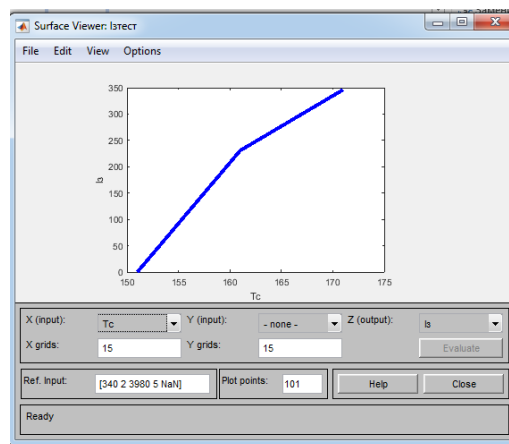 Surface Viewer: Iзтест
File Edit View Options
350
300
250
200
150
100
50
0
Iз
150 155 160 165 170 175
Tc
X (input): Tc Y (input): - none - Z (output): Iз
X grids: 15 Y grids: 15 Evaluate
Ref. Input: [340 2 3980 5 NaN] Plot points: 101 Help Close
Ready